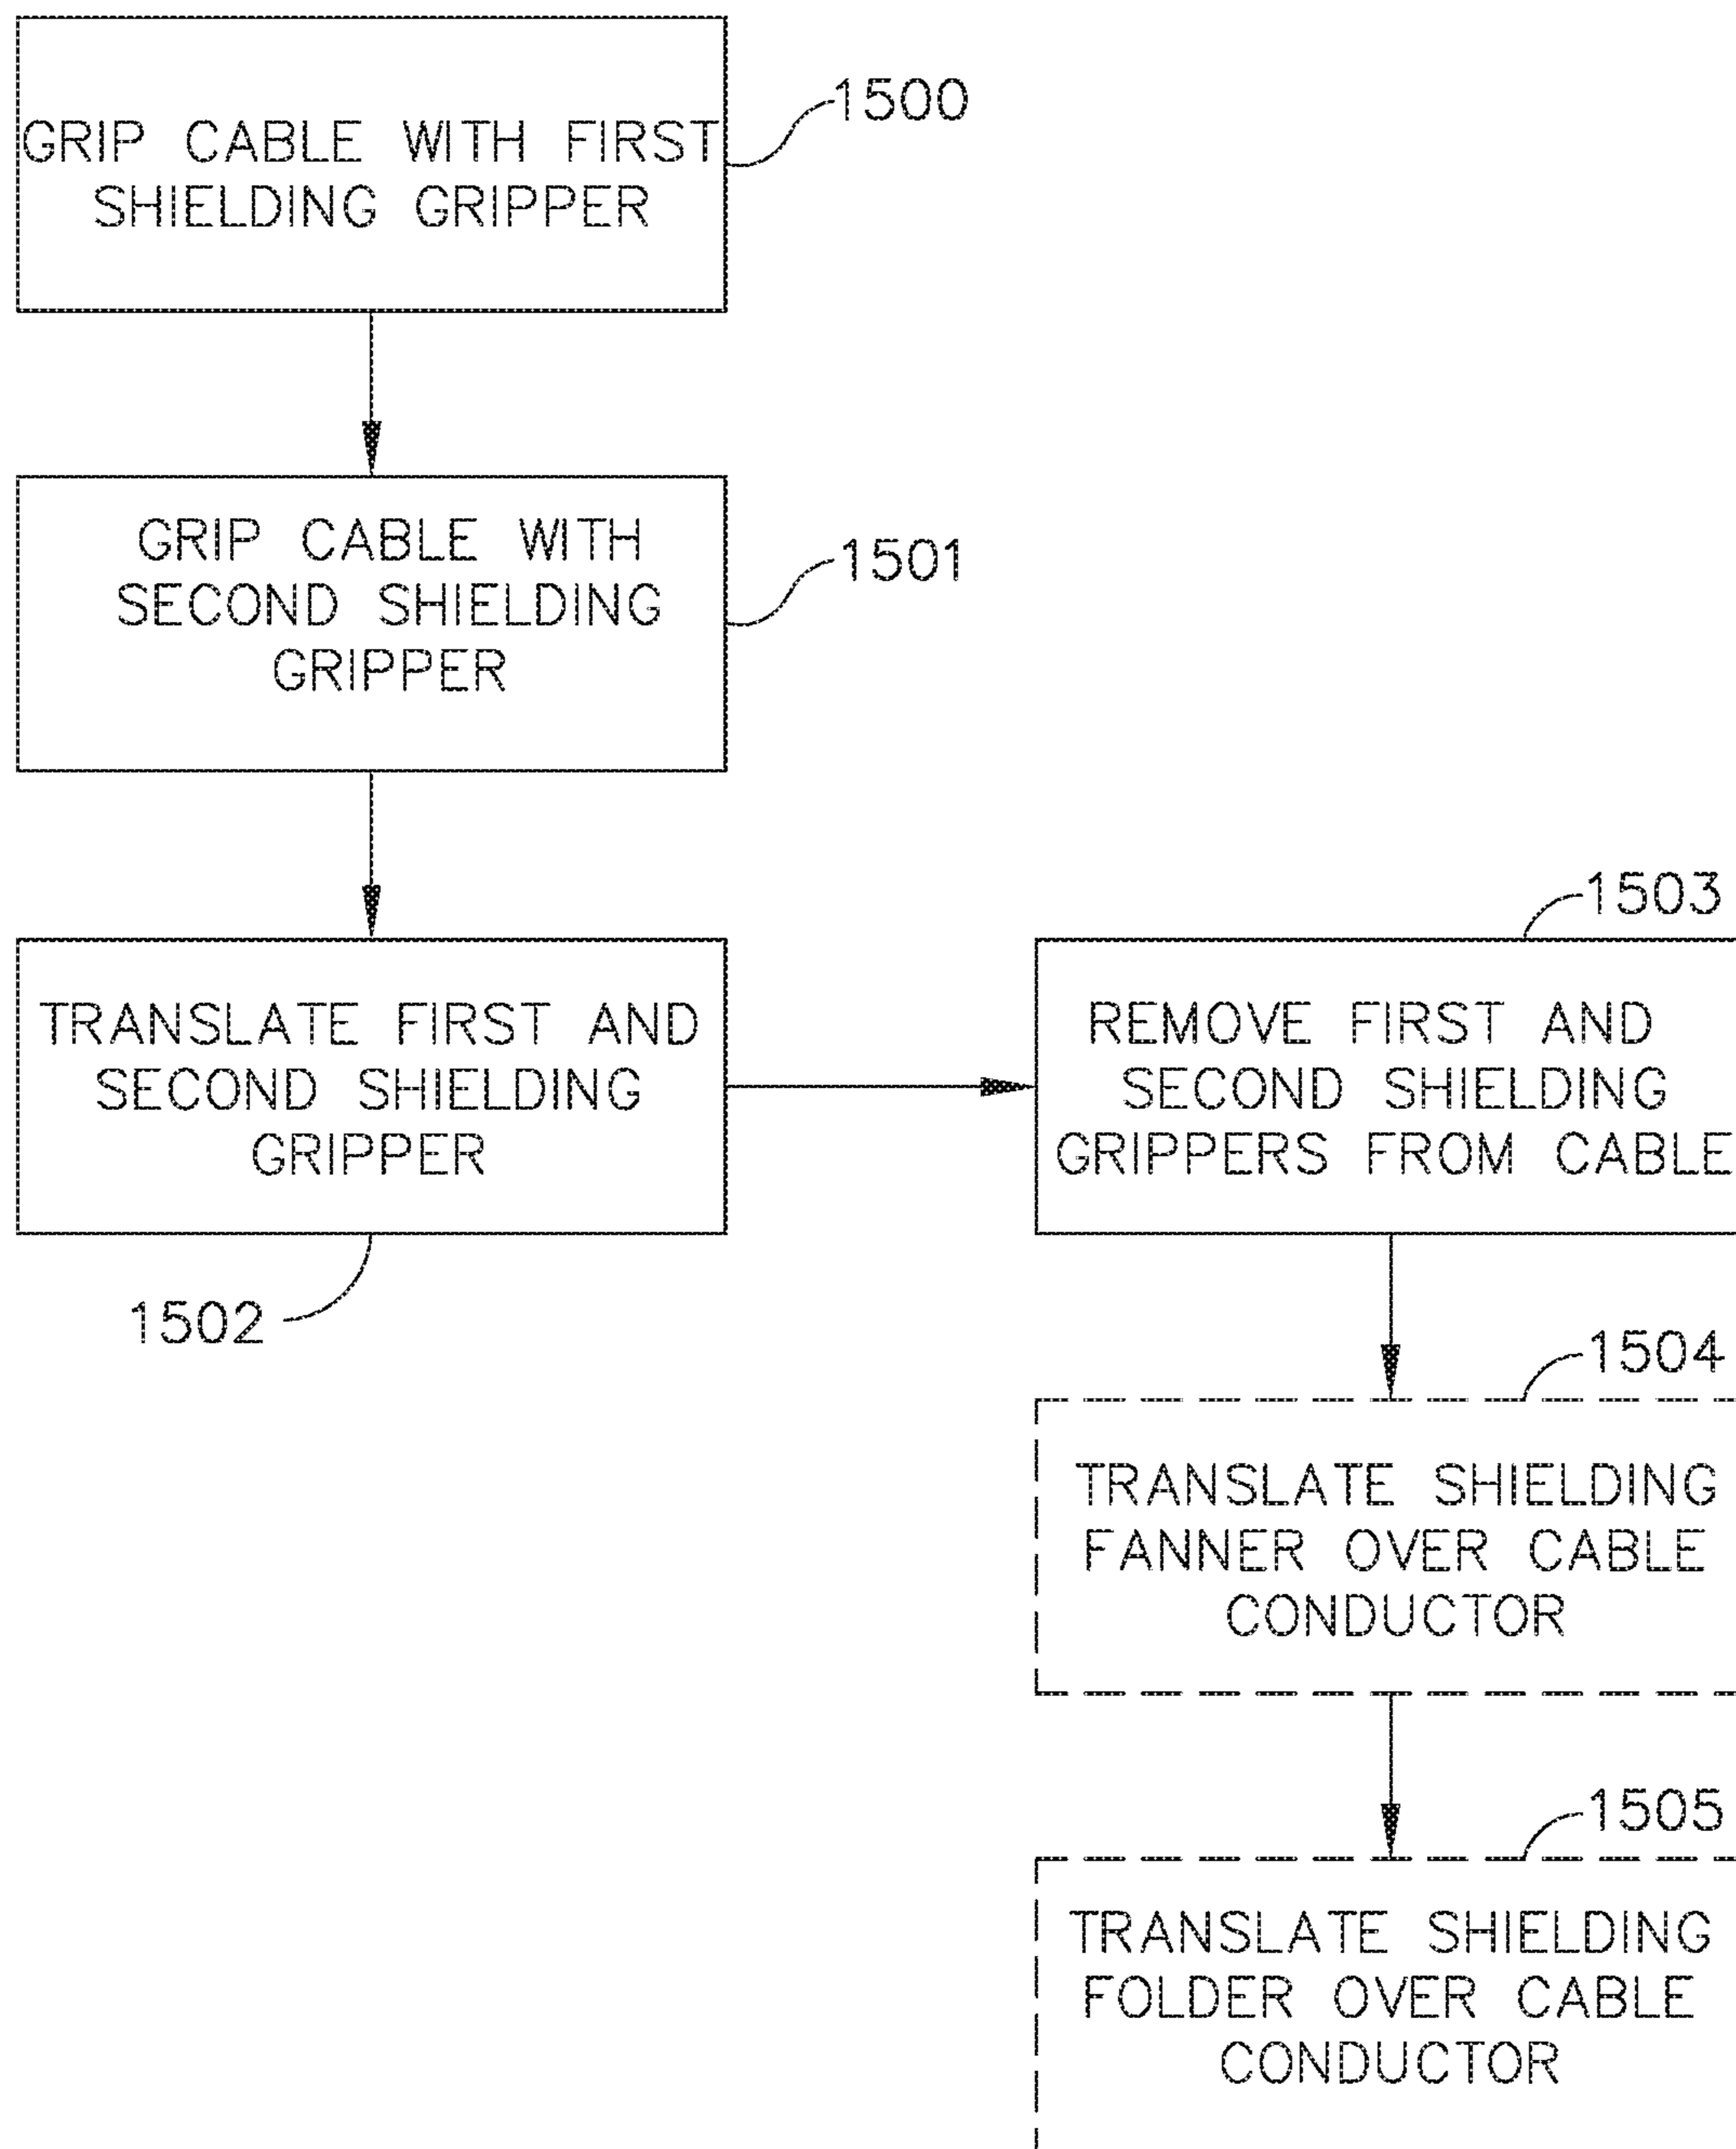 1500
GRIP CABLE WITH FIRST
SHIELDING GRIPPER
1501
GRIP CABLE WITH
SECOND SHIELDING
GRIPPER
TRANSLATE FIRST AND
SECOND SHIELDING
GRIPPER
1502
1503
REMOVE FIRST AND
SECOND SHIELDING
GRIPPERS FROM CABLE
1504
TRANSLATE SHIELDING
FANNER OVER CABLE
CONDUCTOR
1505
TRANSLATE SHIELDING
FOLDER OVER CABLE
CONDUCTOR